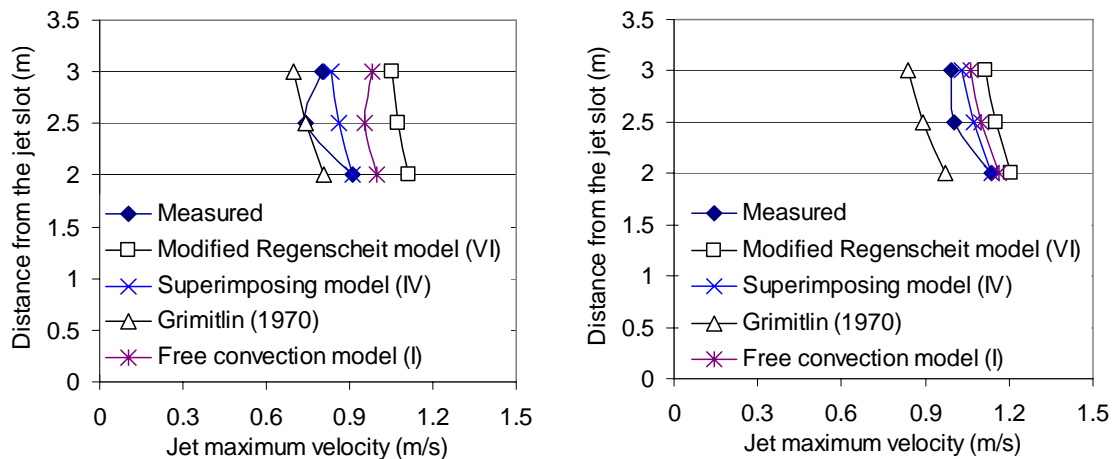 Distance from the jet slot (m)
3.5
3
2.5
2
1.5
1
0.5
0
Measured
Modified Regenscheit model (VI)
Superimposing model (IV)
Grimitlin (1970)
Free convection model (I)
0 0.3 0.6 0.9 1.2 1.5
Jet maximum velocity (m/s)
Distance from the jet slot (m)
3.5
3
2.5
2
1.5
1
0.5
0
Measured
Modified Regenscheit model (VI)
Superimposing model (IV)
Grimitlin (1970)
Free convection model (I)
0 0.3 0.6 0.9 1.2 1.5
Jet maximum velocity (m/s)